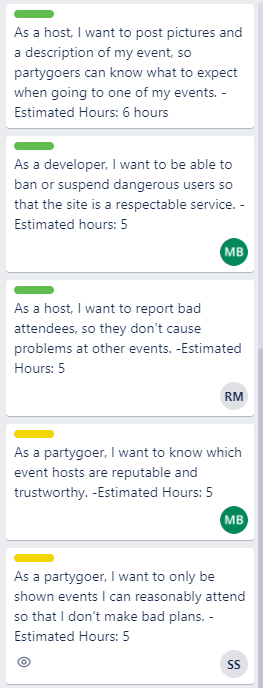 As a host, I want to post pictures and
a description of my event, so
partygoers can know what to expect
when going to one of my events. -
Estimated Hours: 6 hours
As a developer, I want to be able to
ban or suspend dangerous users so
that the site is a respectable service. -
Estimated hours: 5
MB
As a host, I want to report bad
attendees, so they don't cause
problems at other events. -Estimated
Hours: 5
RM
As a partygoer, I want to know which
event hosts are reputable and
trustworthy. -Estimated Hours: 5
MB
As a partygoer, I want to only be
shown events I can reasonably attend
so that I don't make bad plans. -
Estimated Hours: 5
SS